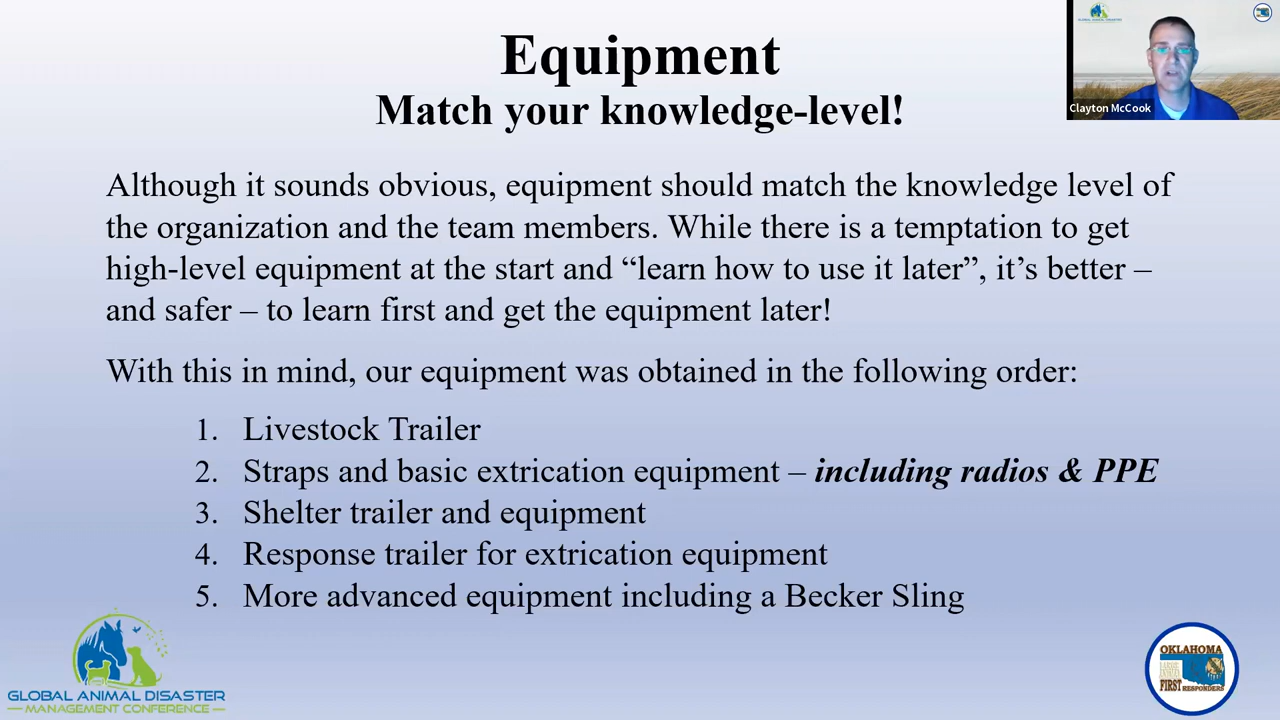 Equipment
Match your knowledge-level!
Clayton McCook
Although it sounds obvious, equipment should match the knowledge level of
the organization and the team members. While there is a temptation to get
high-level equipment at the start and “learn how to use it later”, it’s better –
and safer – to learn first and get the equipment later!
With this in mind, our equipment was obtained in the following order:
1. Livestock Trailer
2. Straps and basic extrication equipment – including radios & PPE
3. Shelter trailer and equipment
4. Response trailer for extrication equipment
5. More advanced equipment including a Becker Sling
GLOBAL ANIMAL DISASTER
MANAGEMENT CONFERENCE
OKLAHOMA
LARGE ANIMAL
FIRST RESPONDERS